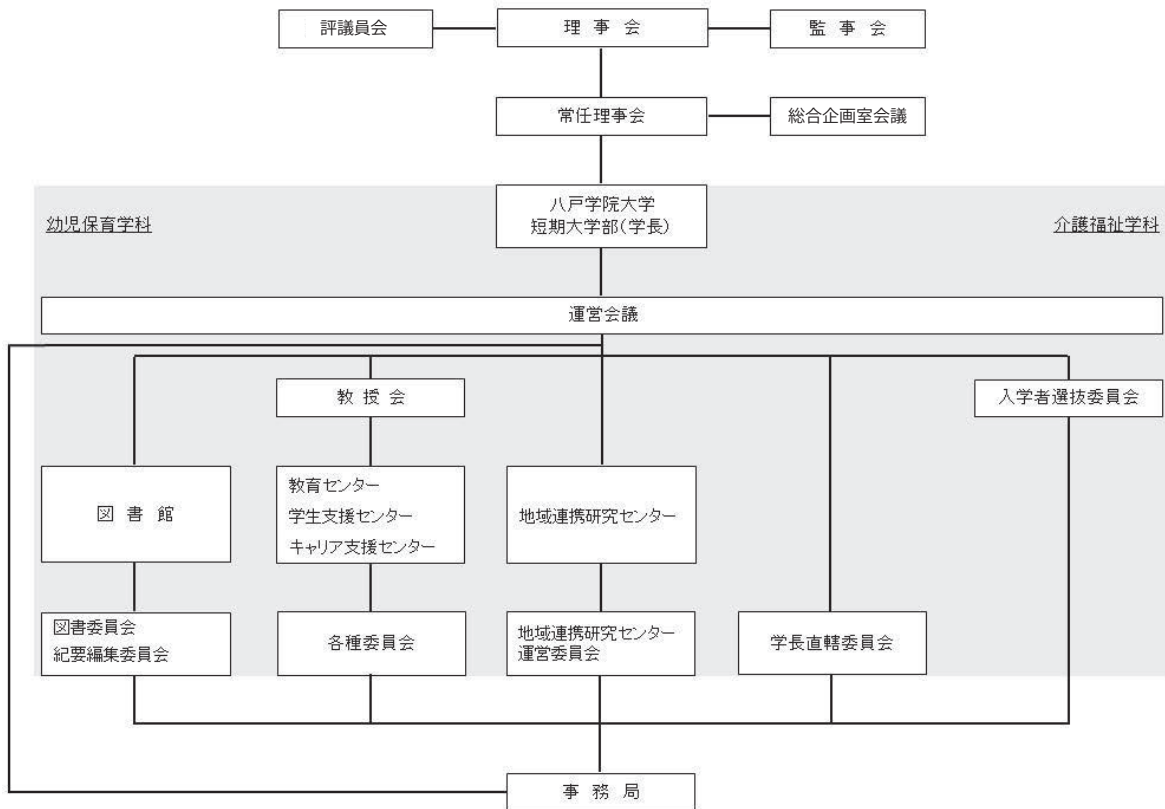 評議員会
理事会
監事会
常任理事会
総合企画室会議
八戸学院大学
短期大学部(学長)
幼児保育学科
介護福祉学科
運営会議
教授会
入学者選抜委員会
図書館
教育センター
学生支援センター
キャリア支援センター
地域連携研究センター
図書委員会
紀要編集委員会
各種委員会
地域連携研究センター
運営委員会
学長直轄委員会
事務局